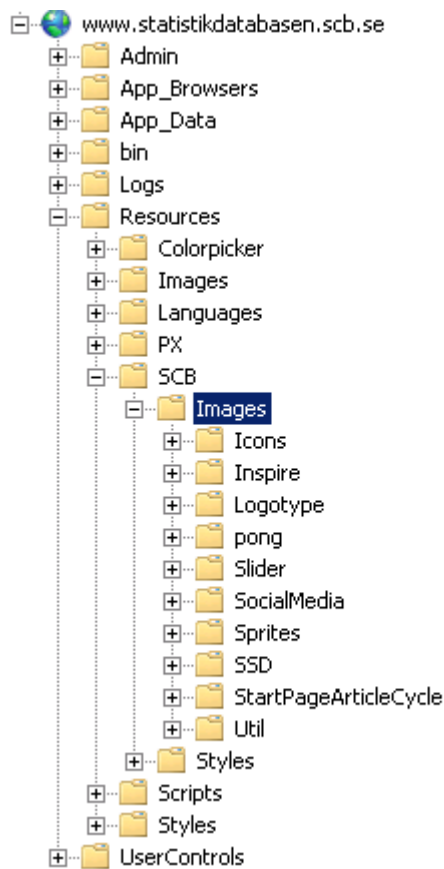 www.statistikdatabasen.scb.se
Admin
App_Browsers
App_Data
bin
Logs
Resources
Colorpicker
Images
Languages
PX
SCB
Images
Icons
Inspire
Logotype
pong
Slider
SocialMedia
Sprites
SSD
StartPageArticleCycle
Util
Styles
Scripts
Styles
UserControls